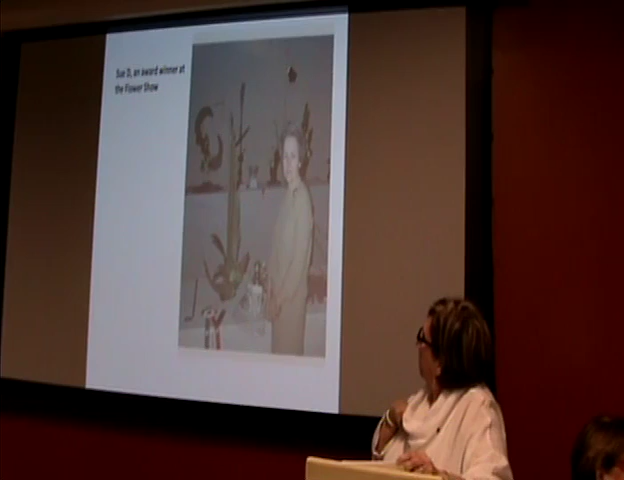 Sue D, an award winner at
the Flower Show